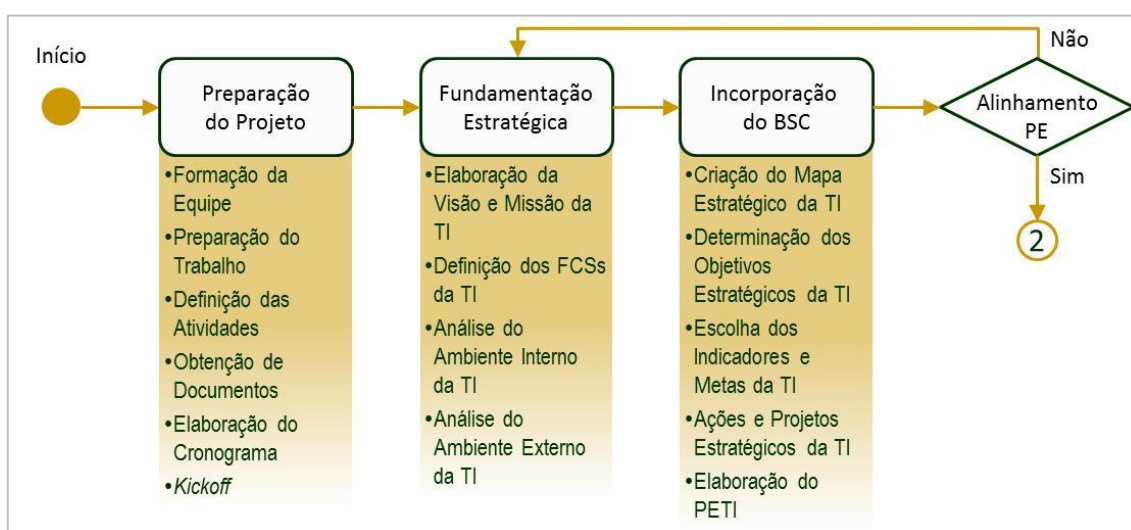 Início
Preparação
do Projeto
•Formação da
Equipe
•Preparação do
Trabalho
•Definição das
Atividades
•Obtenção de
Documentos
•Elaboração do
Cronograma
•Kickoff
Fundamentação
Estratégica
•Elaboração da
Visão e Missão da
TI
•Definição dos FCSs
da TI
•Análise do
Ambiente Interno
da TI
•Análise do
Ambiente Externo
da TI
Incorporação
do BSC
•Criação do Mapa
Estratégico da TI
•Determinação dos
Objetivos
Estratégicos da TI
•Escolha dos
Indicadores e
Metas da TI
•Ações e Projetos
Estratégicos da TI
•Elaboração do
PETI
Não
Alinhamento
PE
Sim
2